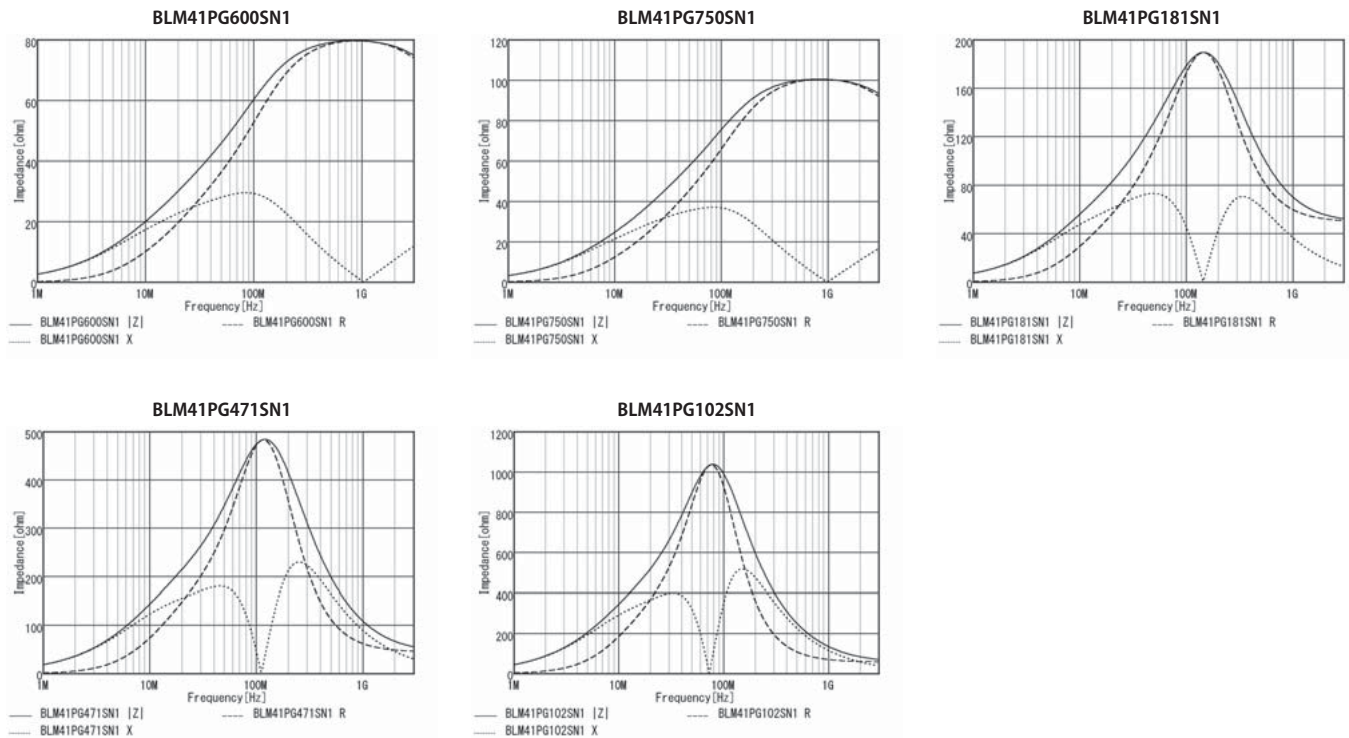 BLM41PG600SN1
80
60
40
20
0
Impedance[ohm]
1M
10M
100M
1G
Frequency[Hz]
BLM41PG600SN1 |Z|
BLM41PG600SN1 R
BLM41PG600SN1 X
BLM41PG750SN1
120
100
80
60
40
20
0
Impedance[ohm]
1M
10M
100M
1G
Frequency[Hz]
BLM41PG750SN1 |Z|
BLM41PG750SN1 R
BLM41PG750SN1 X
BLM41PG181SN1
200
160
120
80
40
0
Impedance[ohm]
1M
10M
100M
1G
Frequency[Hz]
BLM41PG181SN1 |Z|
BLM41PG181SN1 R
BLM41PG181SN1 X
BLM41PG471SN1
500
400
300
200
100
0
Impedance[ohm]
1M
10M
100M
1G
Frequency[Hz]
BLM41PG471SN1 |Z|
BLM41PG471SN1 R
BLM41PG471SN1 X
BLM41PG102SN1
1200
1000
800
600
400
200
0
Impedance[ohm]
1M
10M
100M
1G
Frequency[Hz]
BLM41PG102SN1 |Z|
BLM41PG102SN1 R
BLM41PG102SN1 X